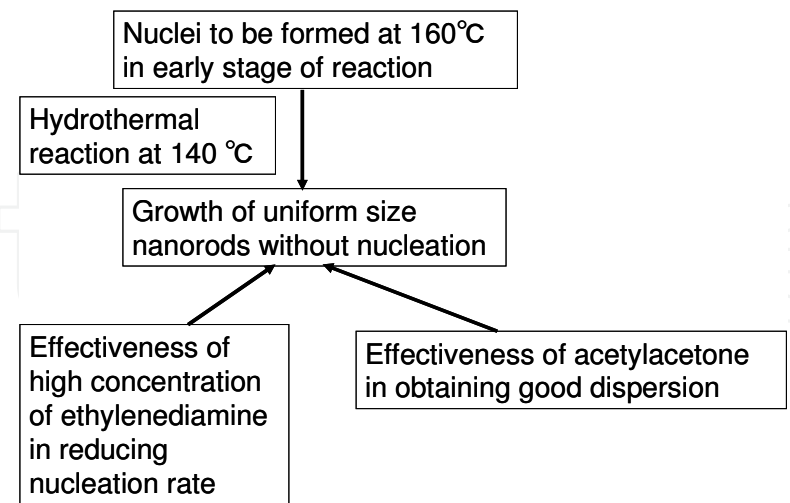 Nuclei to be formed at 160℃
in early stage of reaction
Hydrothermal
reaction at 140 ℃
Growth of uniform size
nanorods without nucleation
Effectiveness of
high concentration
of ethylenediamine
in reducing
nucleation rate
Effectiveness of acetylacetone
in obtaining good dispersion